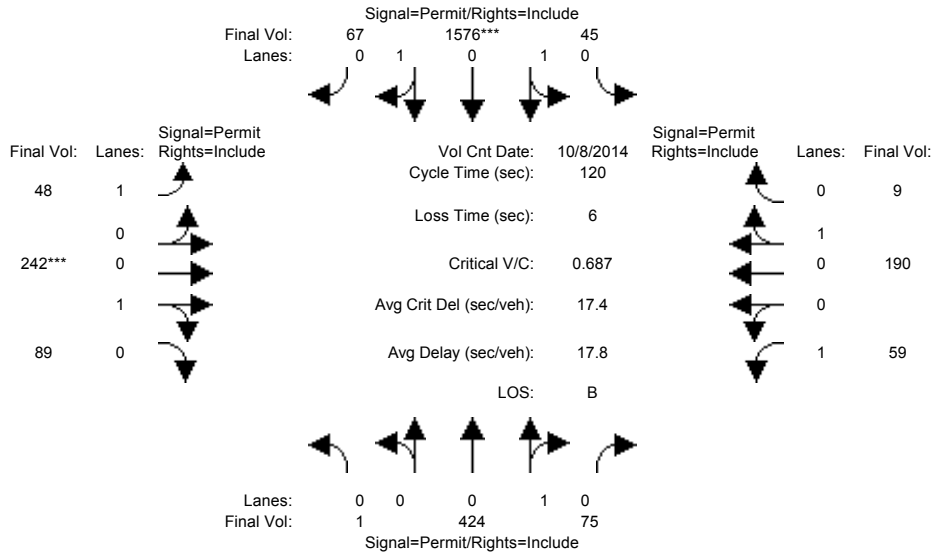 Signal=Permit/Rights=Include
Final Vol: 67 1576*** 45
Lanes: 0 1 0 1 0
Signal=Permit Signal=Permit
Final Vol: Lanes: Rights=Include Vol Cnt Date: 10/8/2014 Rights=Include Lanes: Final Vol:
Cycle Time (sec): 120
48 1 0 9
Loss Time (sec): 6
0 1
242*** 0 Critical V/C: 0.687 0 190
1 Avg Crit Del (sec/veh): 17.4 0
89 0 Avg Delay (sec/veh): 17.8 1 59
LOS: B
Lanes: 0 0 0 1 0
Final Vol: 1 424 75
Signal=Permit/Rights=Include